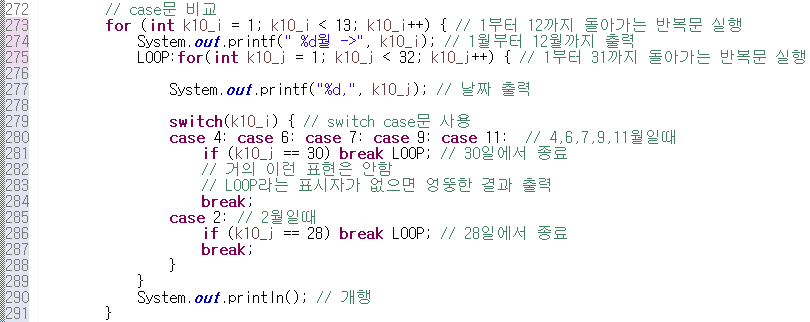 272 // case문 비교
273 for (int k10_i = 1; k10_i < 13; k10_i++) { // 1부터 12까지 돌아가는 반복문 실행
274 System.out.printf(" %d월 ->", k10_i); // 1월부터 12월까지 출력
275 LOOP:for(int k10_j = 1; k10_j < 32; k10_j++) { // 1부터 31까지 돌아가는 반복문 실행
276
277 System.out.printf("%d,", k10_j); // 날짜 출력
278
279 switch(k10_i) { // switch case문 사용
280 case 4: case 6: case 7: case 9: case 11: // 4,6,7,9,11월일때
281 if (k10_j == 30) break LOOP; // 30일에서 종료
282 // 거의 이런 표현은 안함
283 // LOOP라는 표시자가 없으면 엉뚱한 결과 출력
284 break;
285 case 2: // 2월일때
286 if (k10_j == 28) break LOOP; // 28일에서 종료
287 break;
288 }
289 }
290 System.out.println(); // 개행
291 }